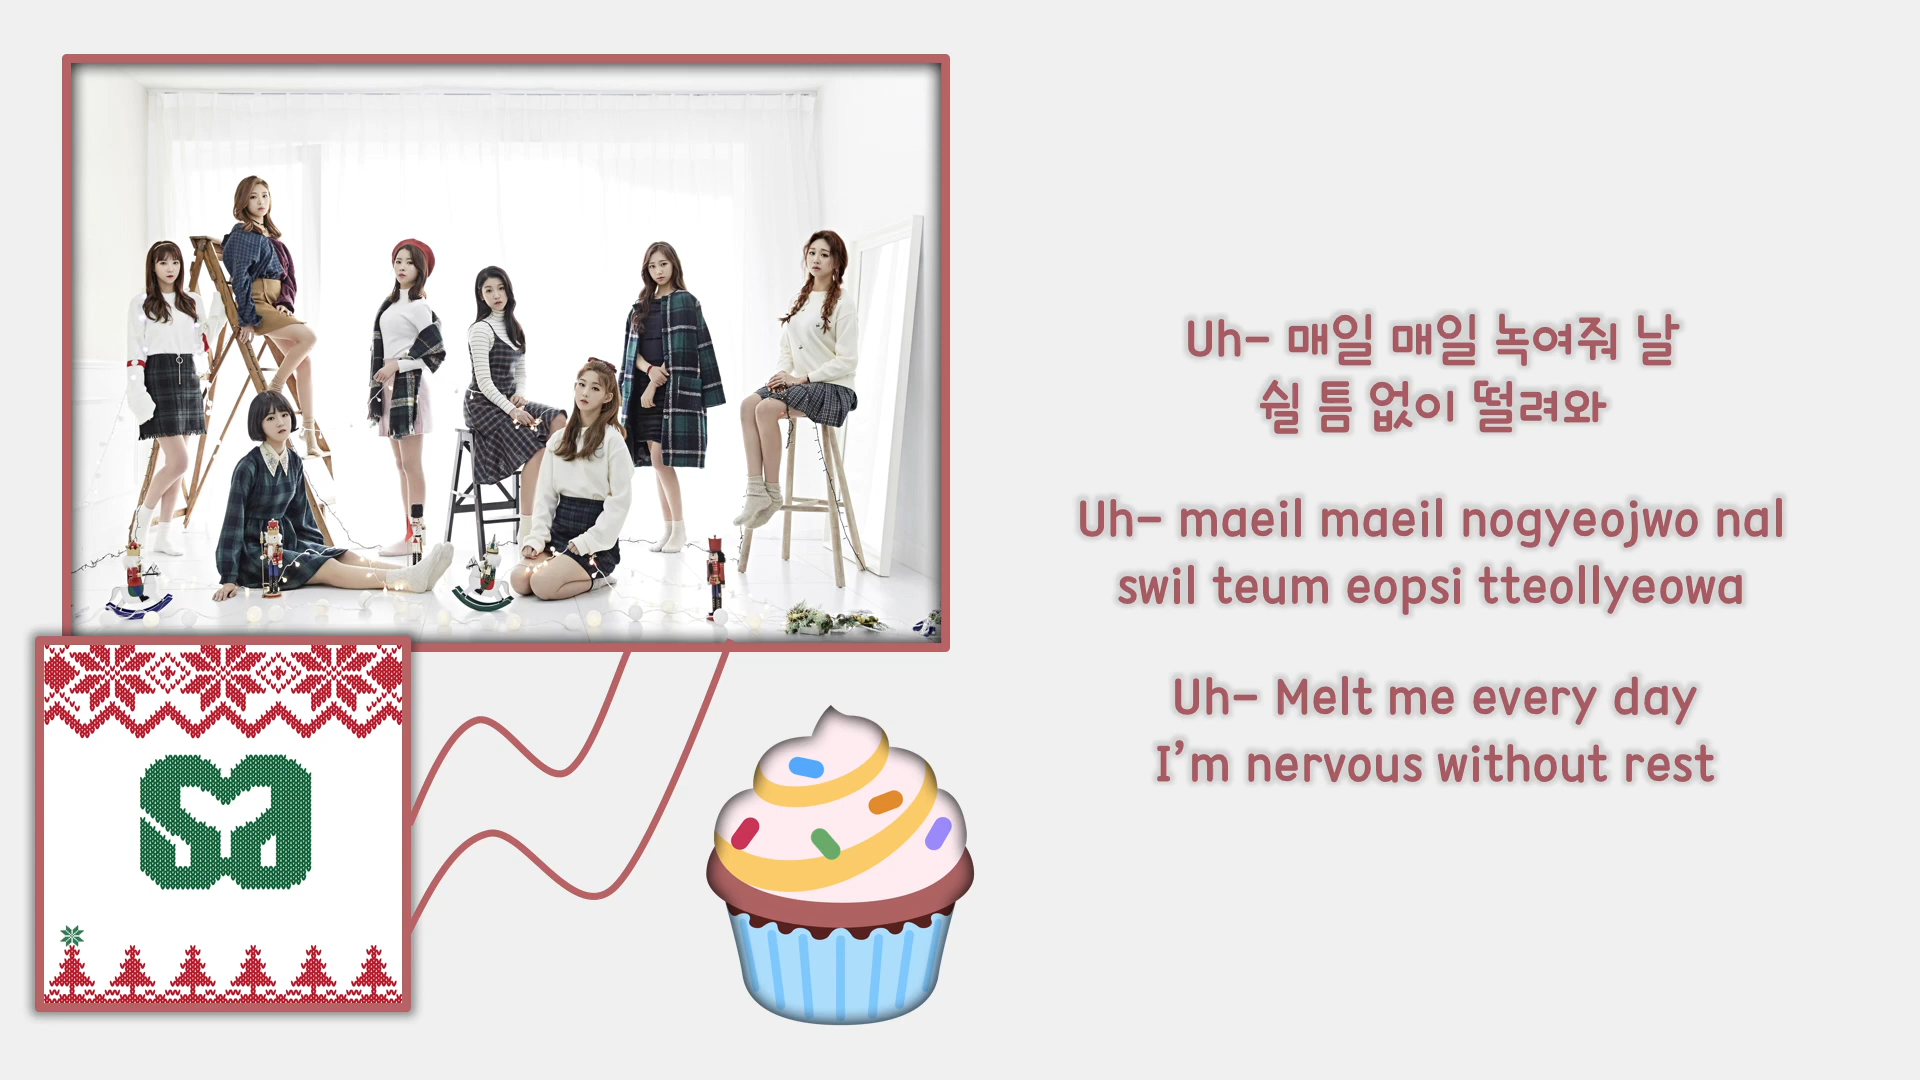 Uh- 매일 매일 녹여줘 날
쉴 틈 없이 떨려와
Uh- maeil maeil nogyeojwo nal
swil teum eopsi tteollyeowa
Uh- Melt me every day
I'm nervous without rest